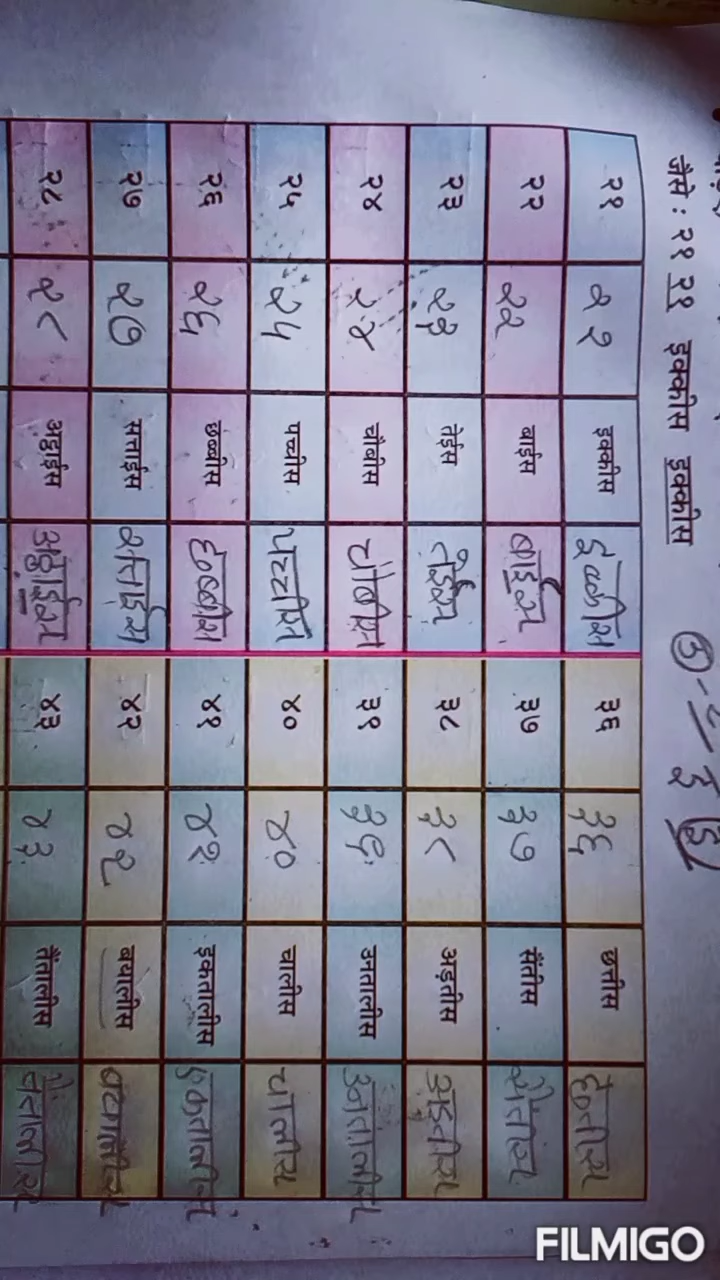 जैसे : २१ २१ इक्कीस इक्कीस
२१ २१ इक्कीस इक्कीस ३६ ३६ छत्तीस छत्तीस
२२ २२ बाईस बाईस ३७ ३७ सैंतीस सैंतीस
२३ २३ तेईस तेईस ३८ ३८ अड़तीस अड़तीस
२४ २४ चौबीस चौबीस ३९ ३९ उनतालीस उनतालीस
२५ २५ पच्चीस पच्चीस ४० ४० चालीस चालीस
२६ २६ छब्बीस छब्बीस ४१ ४१ इकतालीस इकतालीस
२७ २७ सत्ताईस सत्ताईस ४२ ४२ बयालीस बयालीस
२८ २८ अट्ठाईस अट्ठाईस ४३ ४३ तैंतालीस तैंतालीस
FILMIGO